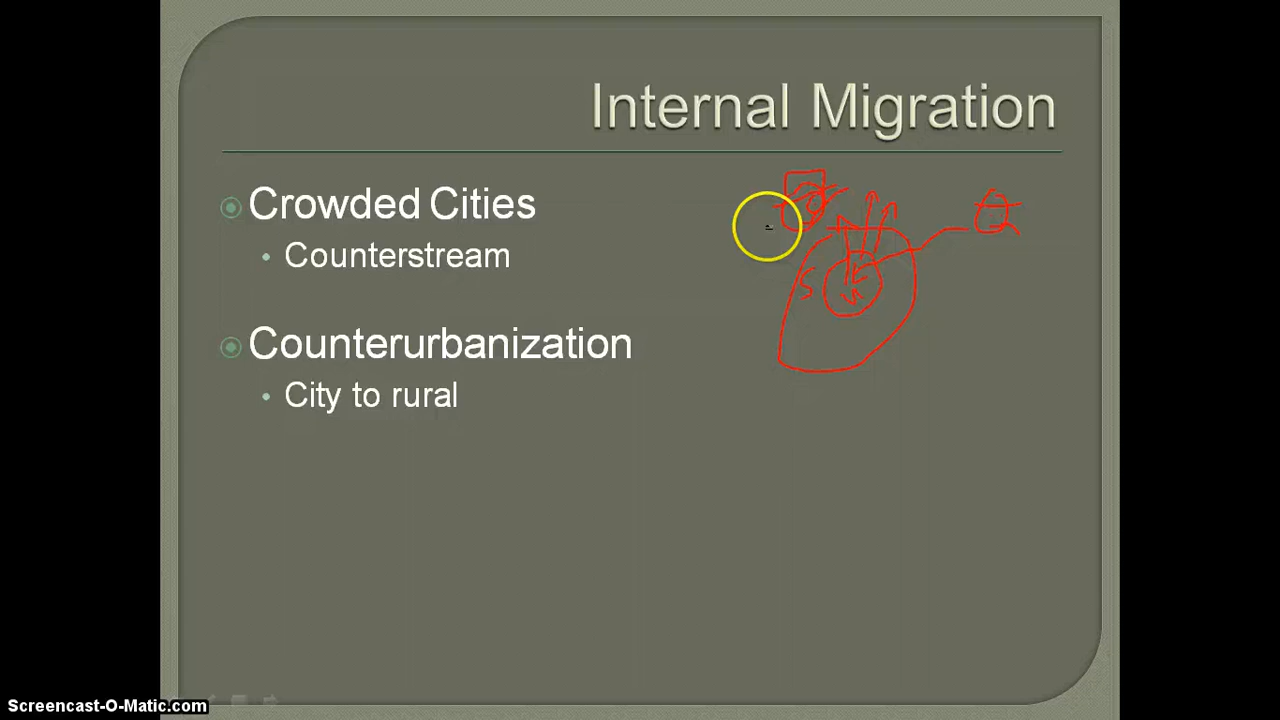 Internal Migration
Crowded Cities
Counterstream
Counterurbanization
City to rural
S
Screencast-O-Matic.com